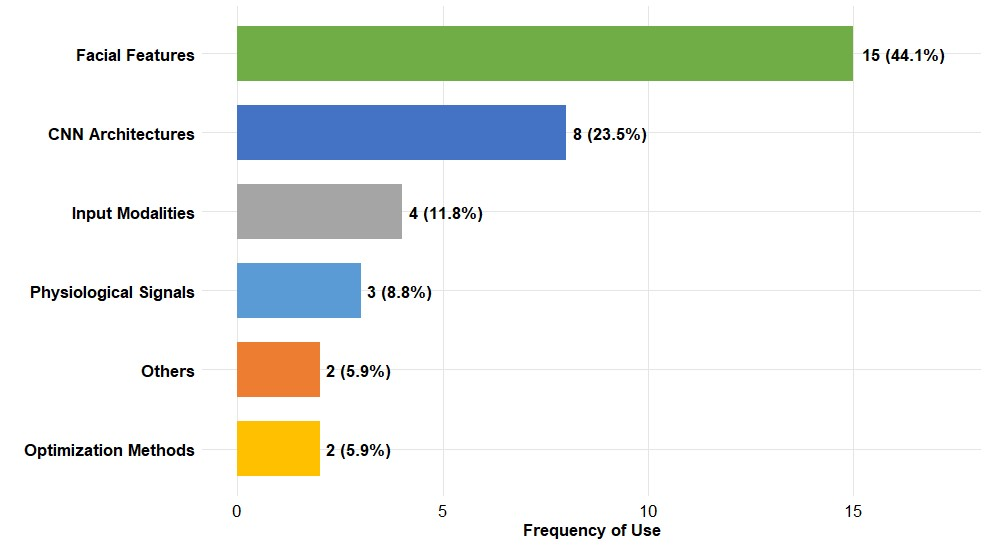 Facial Features 15 (44.1%)
CNN Architectures 8 (23.5%)
Input Modalities 4 (11.8%)
Physiological Signals 3 (8.8%)
Others 2 (5.9%)
Optimization Methods 2 (5.9%)
0 5 10 15
Frequency of Use